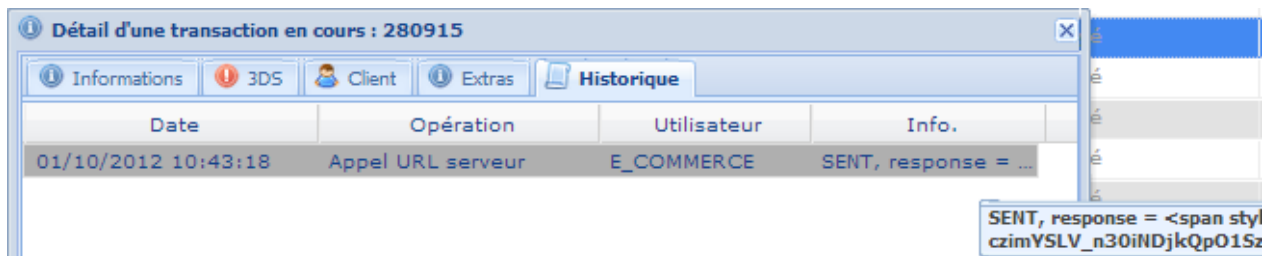 Détail d'une transaction en cours : 280915
é
Informations 3DS Client Extras Historique
é
Date Opération Utilisateur Info.
é
01/10/2012 10:43:18 Appel URL serveur E_COMMERCE SENT, response = ...
é
é
SENT, response = <span styl
czimYSLV_n30iNDjkQpO1Sz